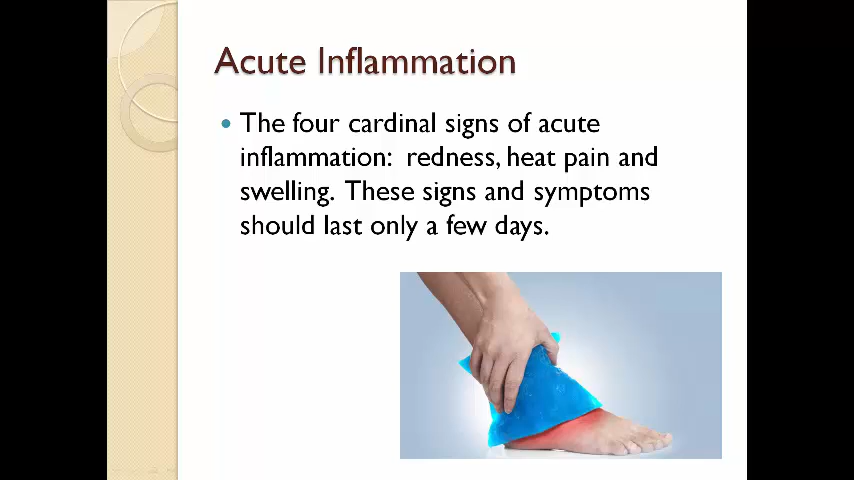 Acute Inflammation
The four cardinal signs of acute
inflammation:  redness, heat pain and
swelling.  These signs and symptoms
should last only a few days.